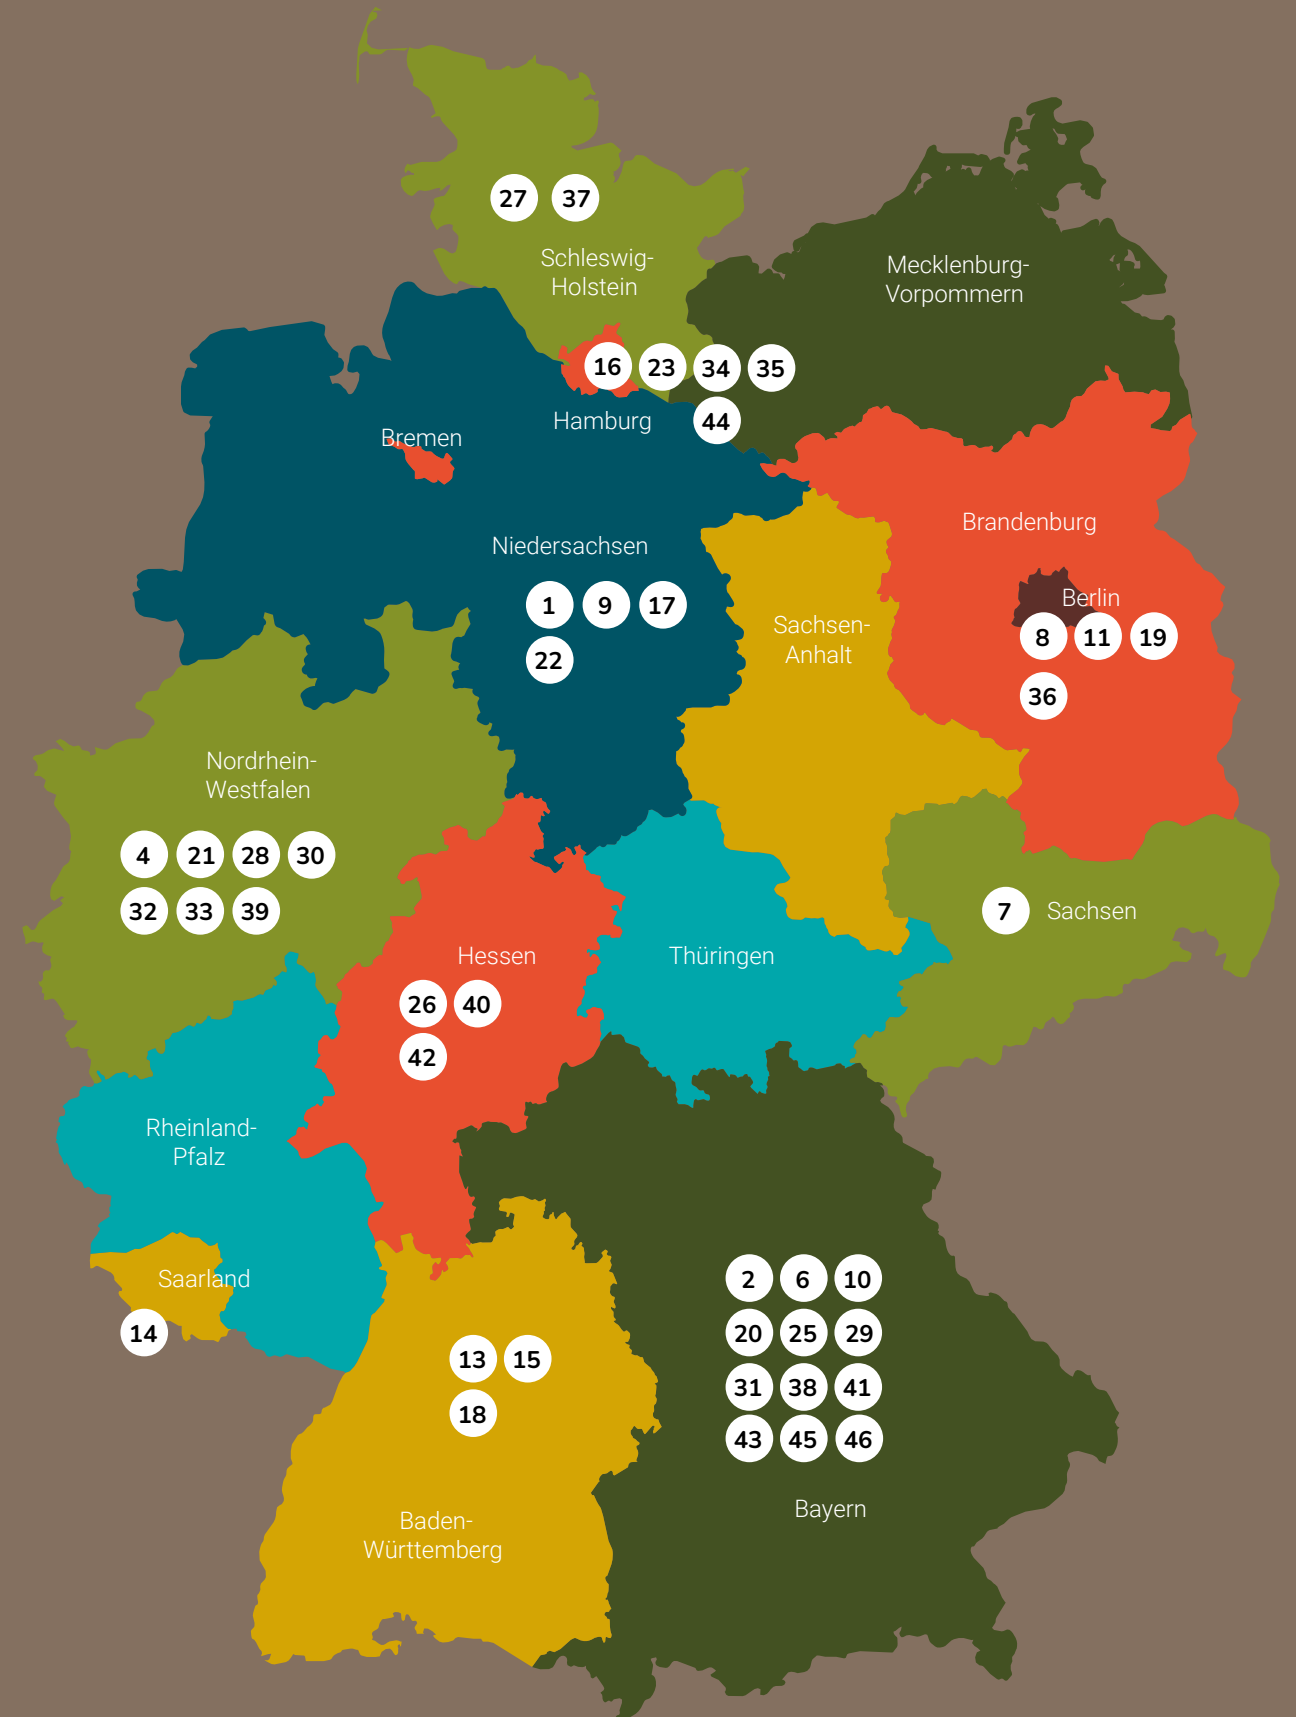 27 37
Schleswig-
Holstein
Mecklenburg-
Vorpommern
16 23 34 35
44
Hamburg
Bremen
Niedersachsen
1 9 17
22
Brandenburg
Berlin
8 11 19
36
Sachsen-
Anhalt
Nordrhein-
Westfalen
4 21 28 30
32 33 39
7 Sachsen
Hessen
26 40
42
Thüringen
Rheinland-
Pfalz
Saarland
14
13 15
18
Baden-
Württemberg
2 6 10
20 25 29
31 38 41
43 45 46
Bayern